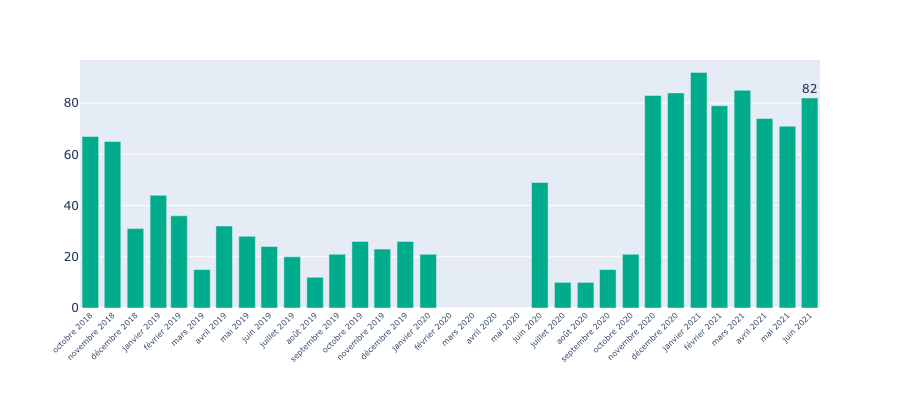 82
80
60
40
20
0
octobre 2018
novembre 2018
décembre 2018
janvier 2019
février 2019
mars 2019
avril 2019
mai 2019
juin 2019
juillet 2019
août 2019
septembre 2019
octobre 2019
novembre 2019
décembre 2019
janvier 2020
février 2020
mars 2020
avril 2020
mai 2020
juin 2020
juillet 2020
août 2020
septembre 2020
octobre 2020
novembre 2020
décembre 2020
janvier 2021
février 2021
mars 2021
avril 2021
mai 2021
juin 2021